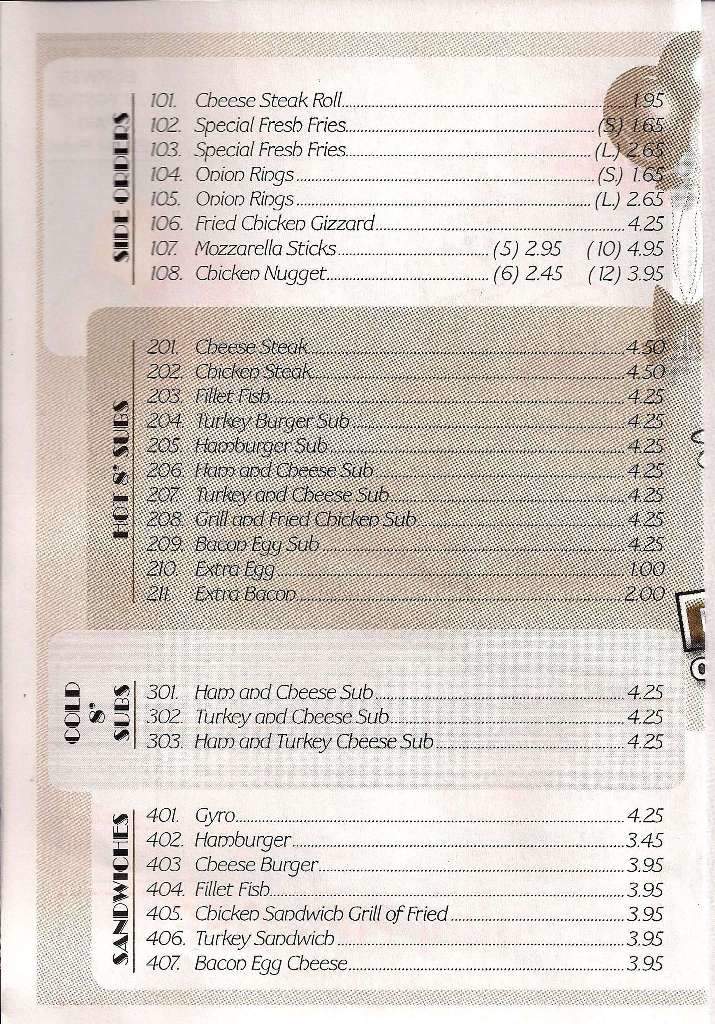 SIDE ORDERS
101. Cheese Steak Roll 1.95
102. Special Fresh Fries (S) 1.65
103. Special Fresh Fries (L) 2.65
104. Onion Rings (S.) 1.65
105. Onion Rings (L.) 2.65
106. Fried Chicken Gizzard 4.25
107. Mozzarella Sticks (5) 2.95 (10) 4.95
108. Chicken Nugget (6) 2.45 (12) 3.95
HOT 8' SUBS
201. Cheese Steak 4.50
202. Chicken Steak 4.50
203. Fillet Fish 4.25
204. Turkey Burger Sub 4.25
205. Hamburger Sub 4.25
206. Ham and Cheese Sub 4.25
207. Turkey and Cheese Sub 4.25
208. Grill and Fried Chicken Sub 4.25
209. Bacon Egg Sub 4.25
210. Extra Egg 1.00
211. Extra Bacon 2.00
COLD
8'
SUBS
301. Ham and Cheese Sub 4.25
302. Turkey and Cheese Sub 4.25
303. Ham and Turkey Cheese Sub 4.25
SANDWICHES
401. Gyro 4.25
402. Hamburger 3.45
403 Cheese Burger 3.95
404. Fillet Fish 3.95
405. Chicken Sandwich Grill of Fried 3.95
406. Turkey Sandwich 3.95
407. Bacon Egg Cheese 3.95